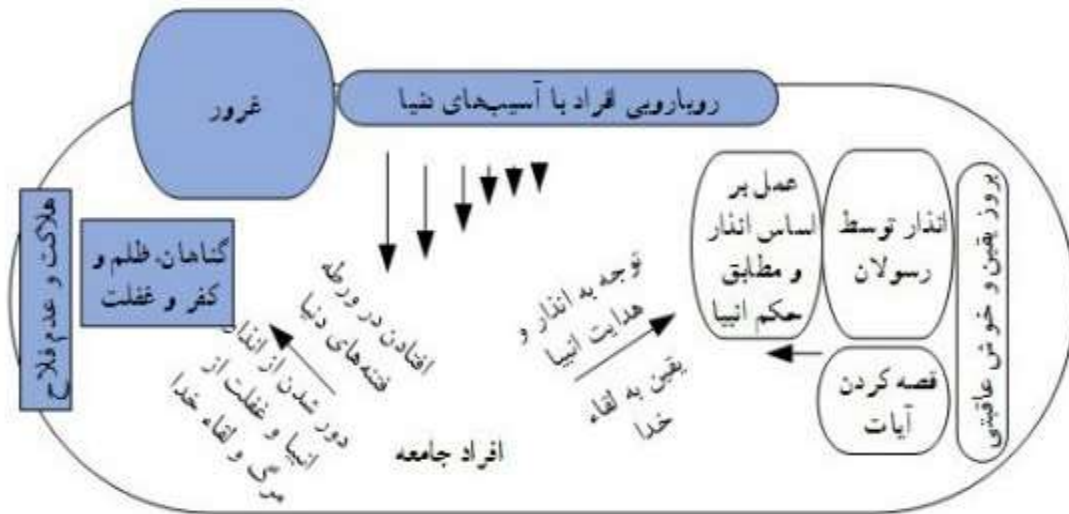 غرور
رویارویی افراد با آسیب‌های دنیا
بروز یقین و خوش عاقبتی
انذار توسط
رسولان
عمل بر
اساس انذار
و مطابق
حکم انبیا
قصه کردن
آیات
توجه به انذار و
هدایت انبیا
یقین به لقاء
خدا
افتادن در ورطه
فتنه‌های دنیا
دور شدن از انذار
انبیا و غفلت از
مرگ و لقاء خدا
افراد جامعه
گناهان، ظلم و
کفر و غفلت
هلاکت و عدم فلاح